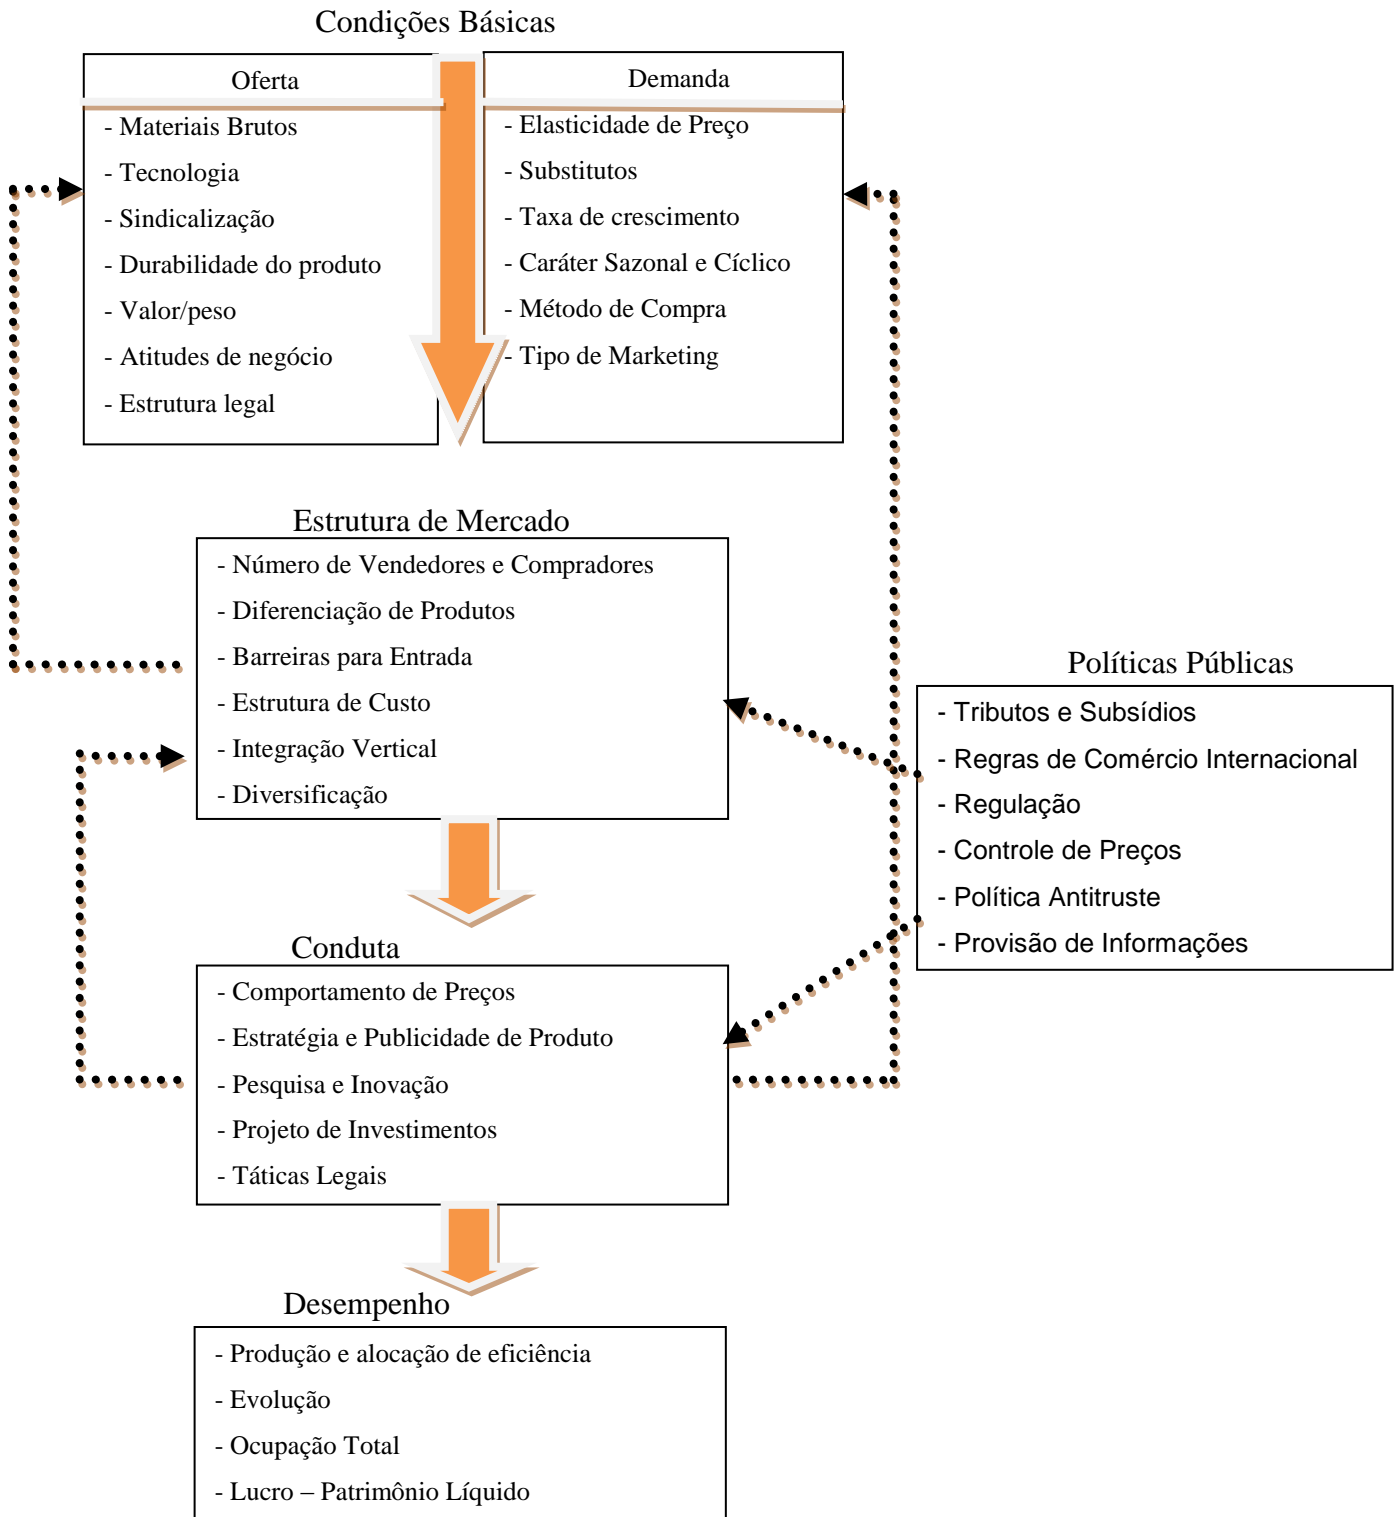 Condições Básicas
Oferta
- Materiais Brutos
- Tecnologia
- Sindicalização
- Durabilidade do produto
- Valor/peso
- Atitudes de negócio
- Estrutura legal
Demanda
- Elasticidade de Preço
- Substitutos
- Taxa de crescimento
- Caráter Sazonal e Cíclico
- Método de Compra
- Tipo de Marketing
Estrutura de Mercado
- Número de Vendedores e Compradores
- Diferenciação de Produtos
- Barreiras para Entrada
- Estrutura de Custo
- Integração Vertical
- Diversificação
Políticas Públicas
- Tributos e Subsídios
- Regras de Comércio Internacional
- Regulação
- Controle de Preços
- Política Antitruste
- Provisão de Informações
Conduta
- Comportamento de Preços
- Estratégia e Publicidade de Produto
- Pesquisa e Inovação
- Projeto de Investimentos
- Táticas Legais
Desempenho
- Produção e alocação de eficiência
- Evolução
- Ocupação Total
- Lucro – Patrimônio Líquido